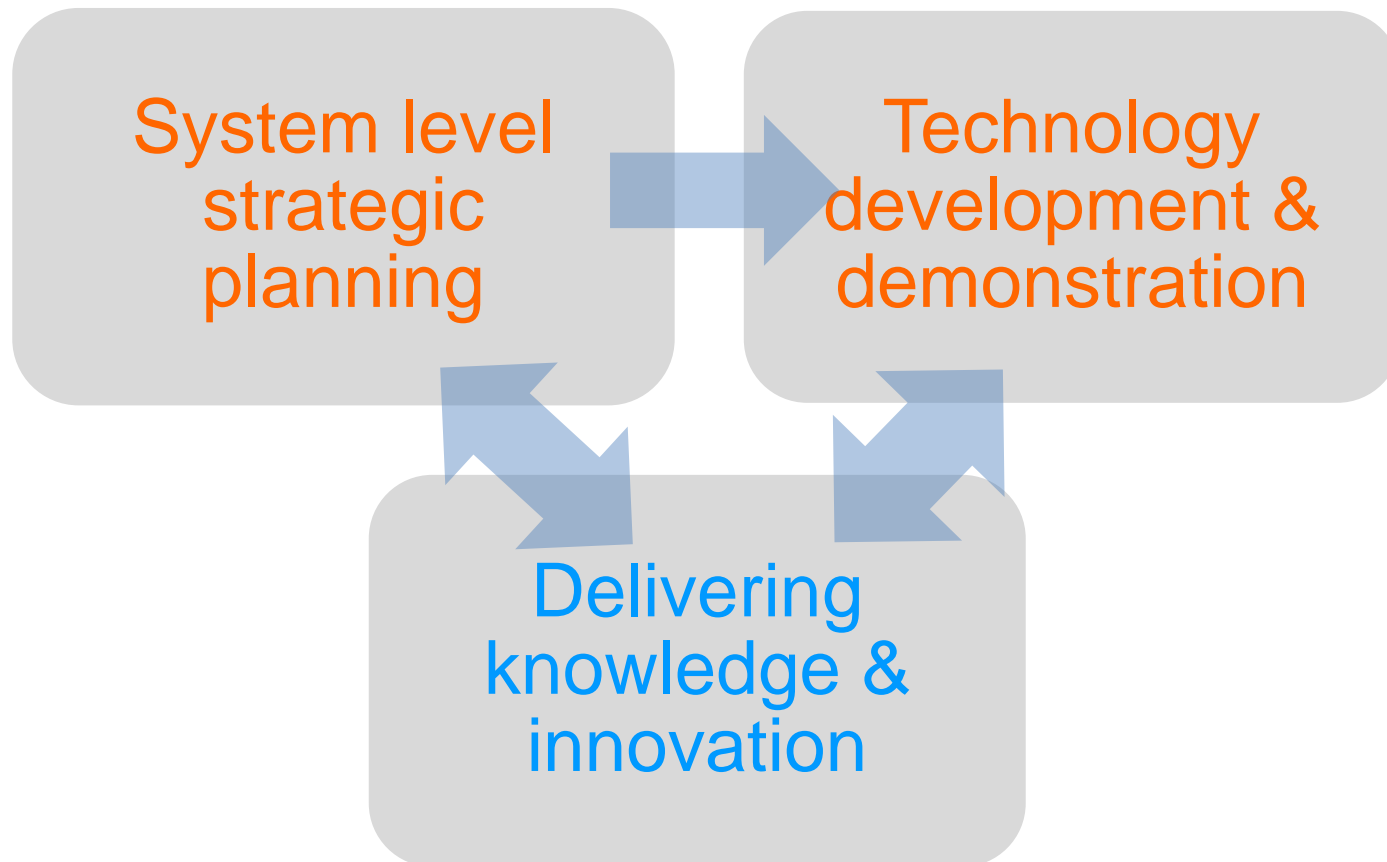 System level
strategic
planning
Technology
development &
demonstration
Delivering
knowledge &
innovation